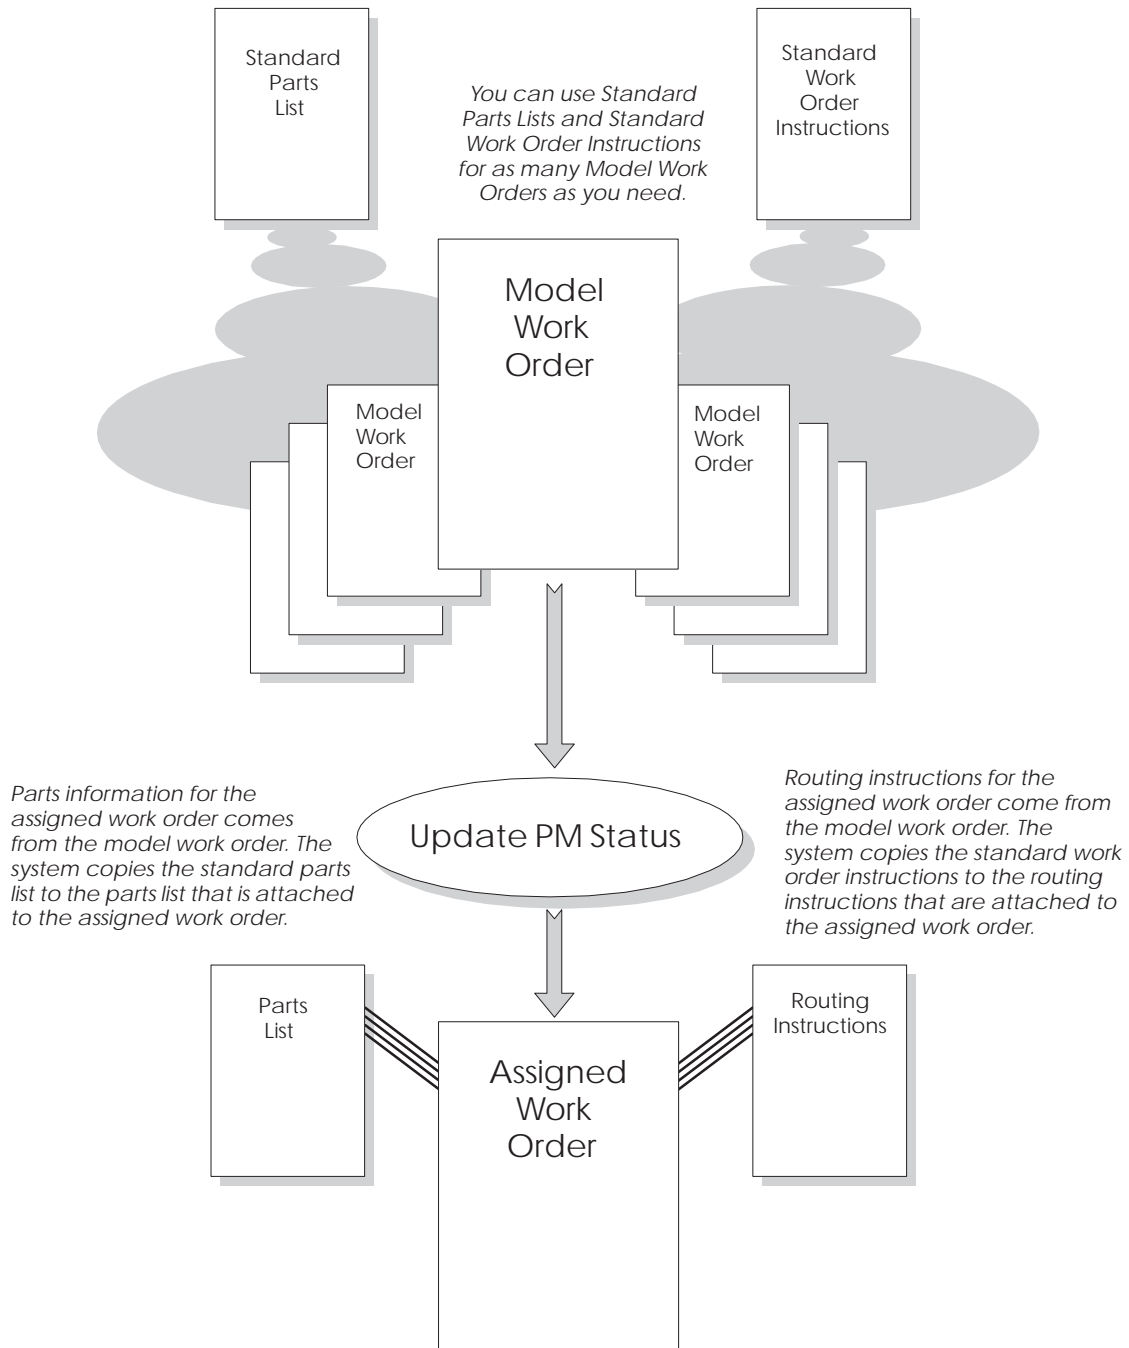 Standard
Parts
List
You can use Standard
Parts Lists and Standard
Work Order Instructions
for as many Model Work
Orders as you need.
Standard
Work
Order
Instructions
Model
Work
Order
Model
Work
Order
Model
Work
Order
Update PM Status
Parts information for the
assigned work order comes
from the model work order. The
system copies the standard parts
list to the parts list that is attached
to the assigned work order.
Routing instructions for the
assigned work order come from
the model work order. The
system copies the standard work
order instructions to the routing
instructions that are attached to
the assigned work order.
Parts
List
Assigned
Work
Order
Routing
Instructions